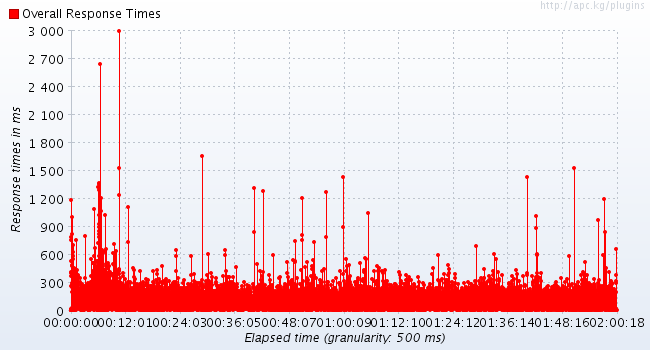 http://apc.kg/plugins
Overall Response Times
3 000
2 700
2 400
2 100
1 800
1 500
1 200
900
600
300
0
Response times in ms
00:00:00 00:12:01 00:24:03 00:36:05 00:48:07 01:00:09 01:12:10 01:24:12 01:36:14 01:48:16 02:00:18
Elapsed time (granularity: 500 ms)